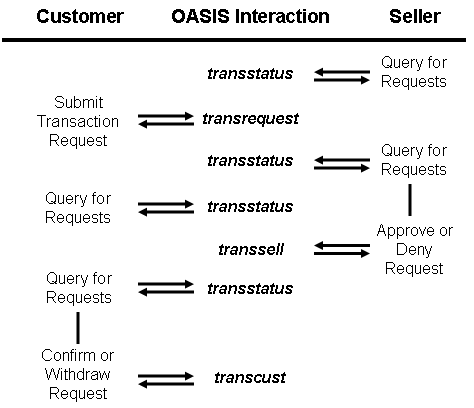 Customer OASIS Interaction Seller
transstatus
Query for
Requests
Submit
Transaction
Request
transrequest
transstatus
Query for
Requests
Query for
Requests
transstatus
transsell
Approve or
Deny
Request
Query for
Requests
transstatus
Confirm or
Withdraw
Request
transcust